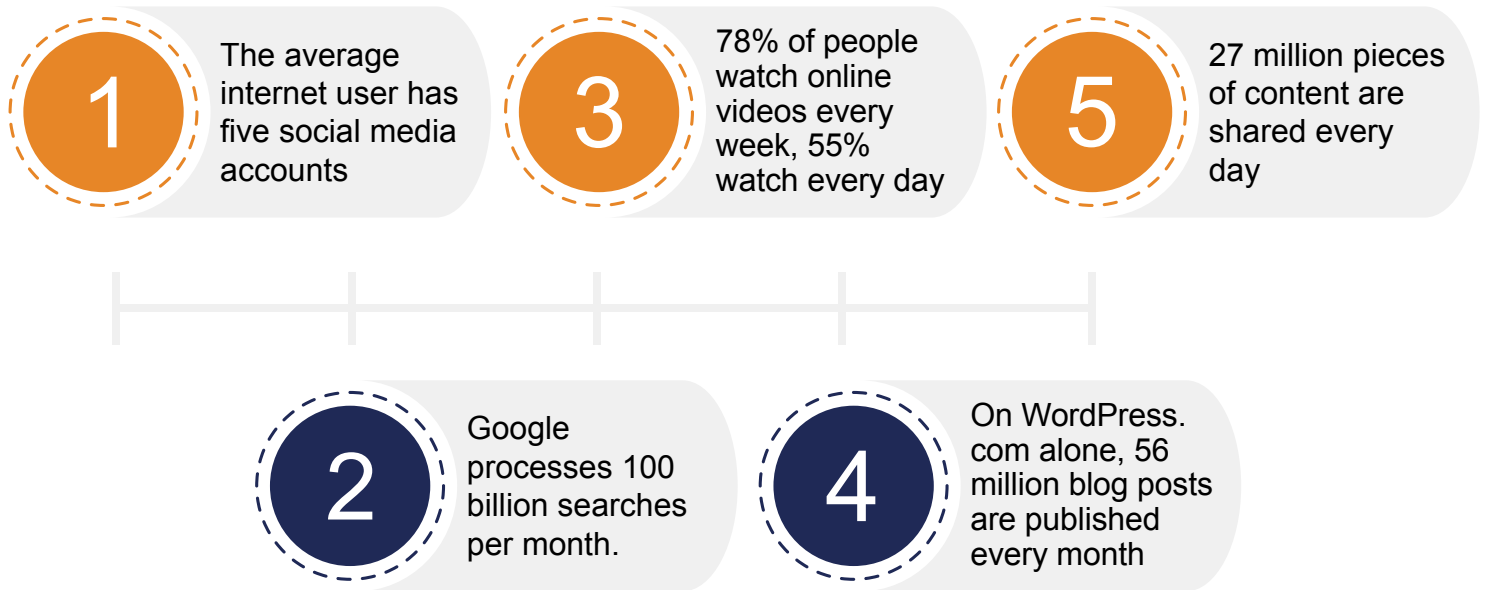 1
The average
internet user has
five social media
accounts
2
Google
processes 100
billion searches
per month.
3
78% of people
watch online
videos every
week, 55%
watch every day
4
On WordPress.
com alone, 56
million blog posts
are published
every month
5
27 million pieces
of content are
shared every
day